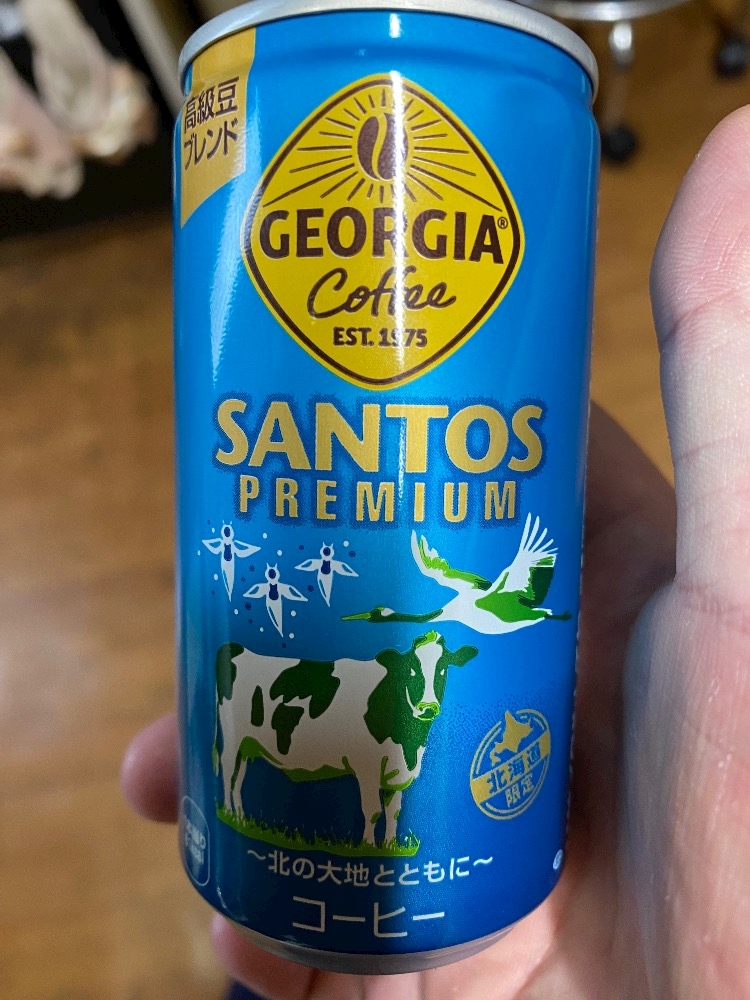 高級豆
ブレンド
GEORGIA®
Coffee
EST. 1975
SANTOS
PREMIUM
北海道
限定
～北の大地とともに～
コーヒー